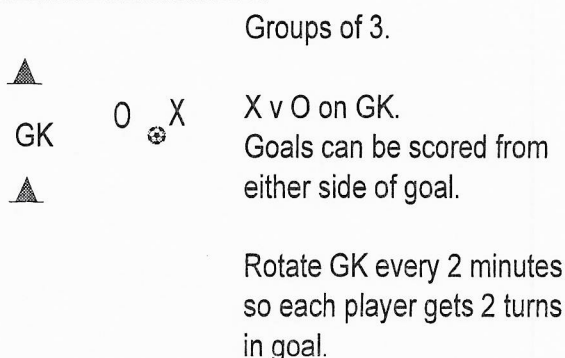 Groups of 3.
O X
GK
X v O on GK.
Goals can be scored from
either side of goal.
Rotate GK every 2 minutes
so each player gets 2 turns
in goal.